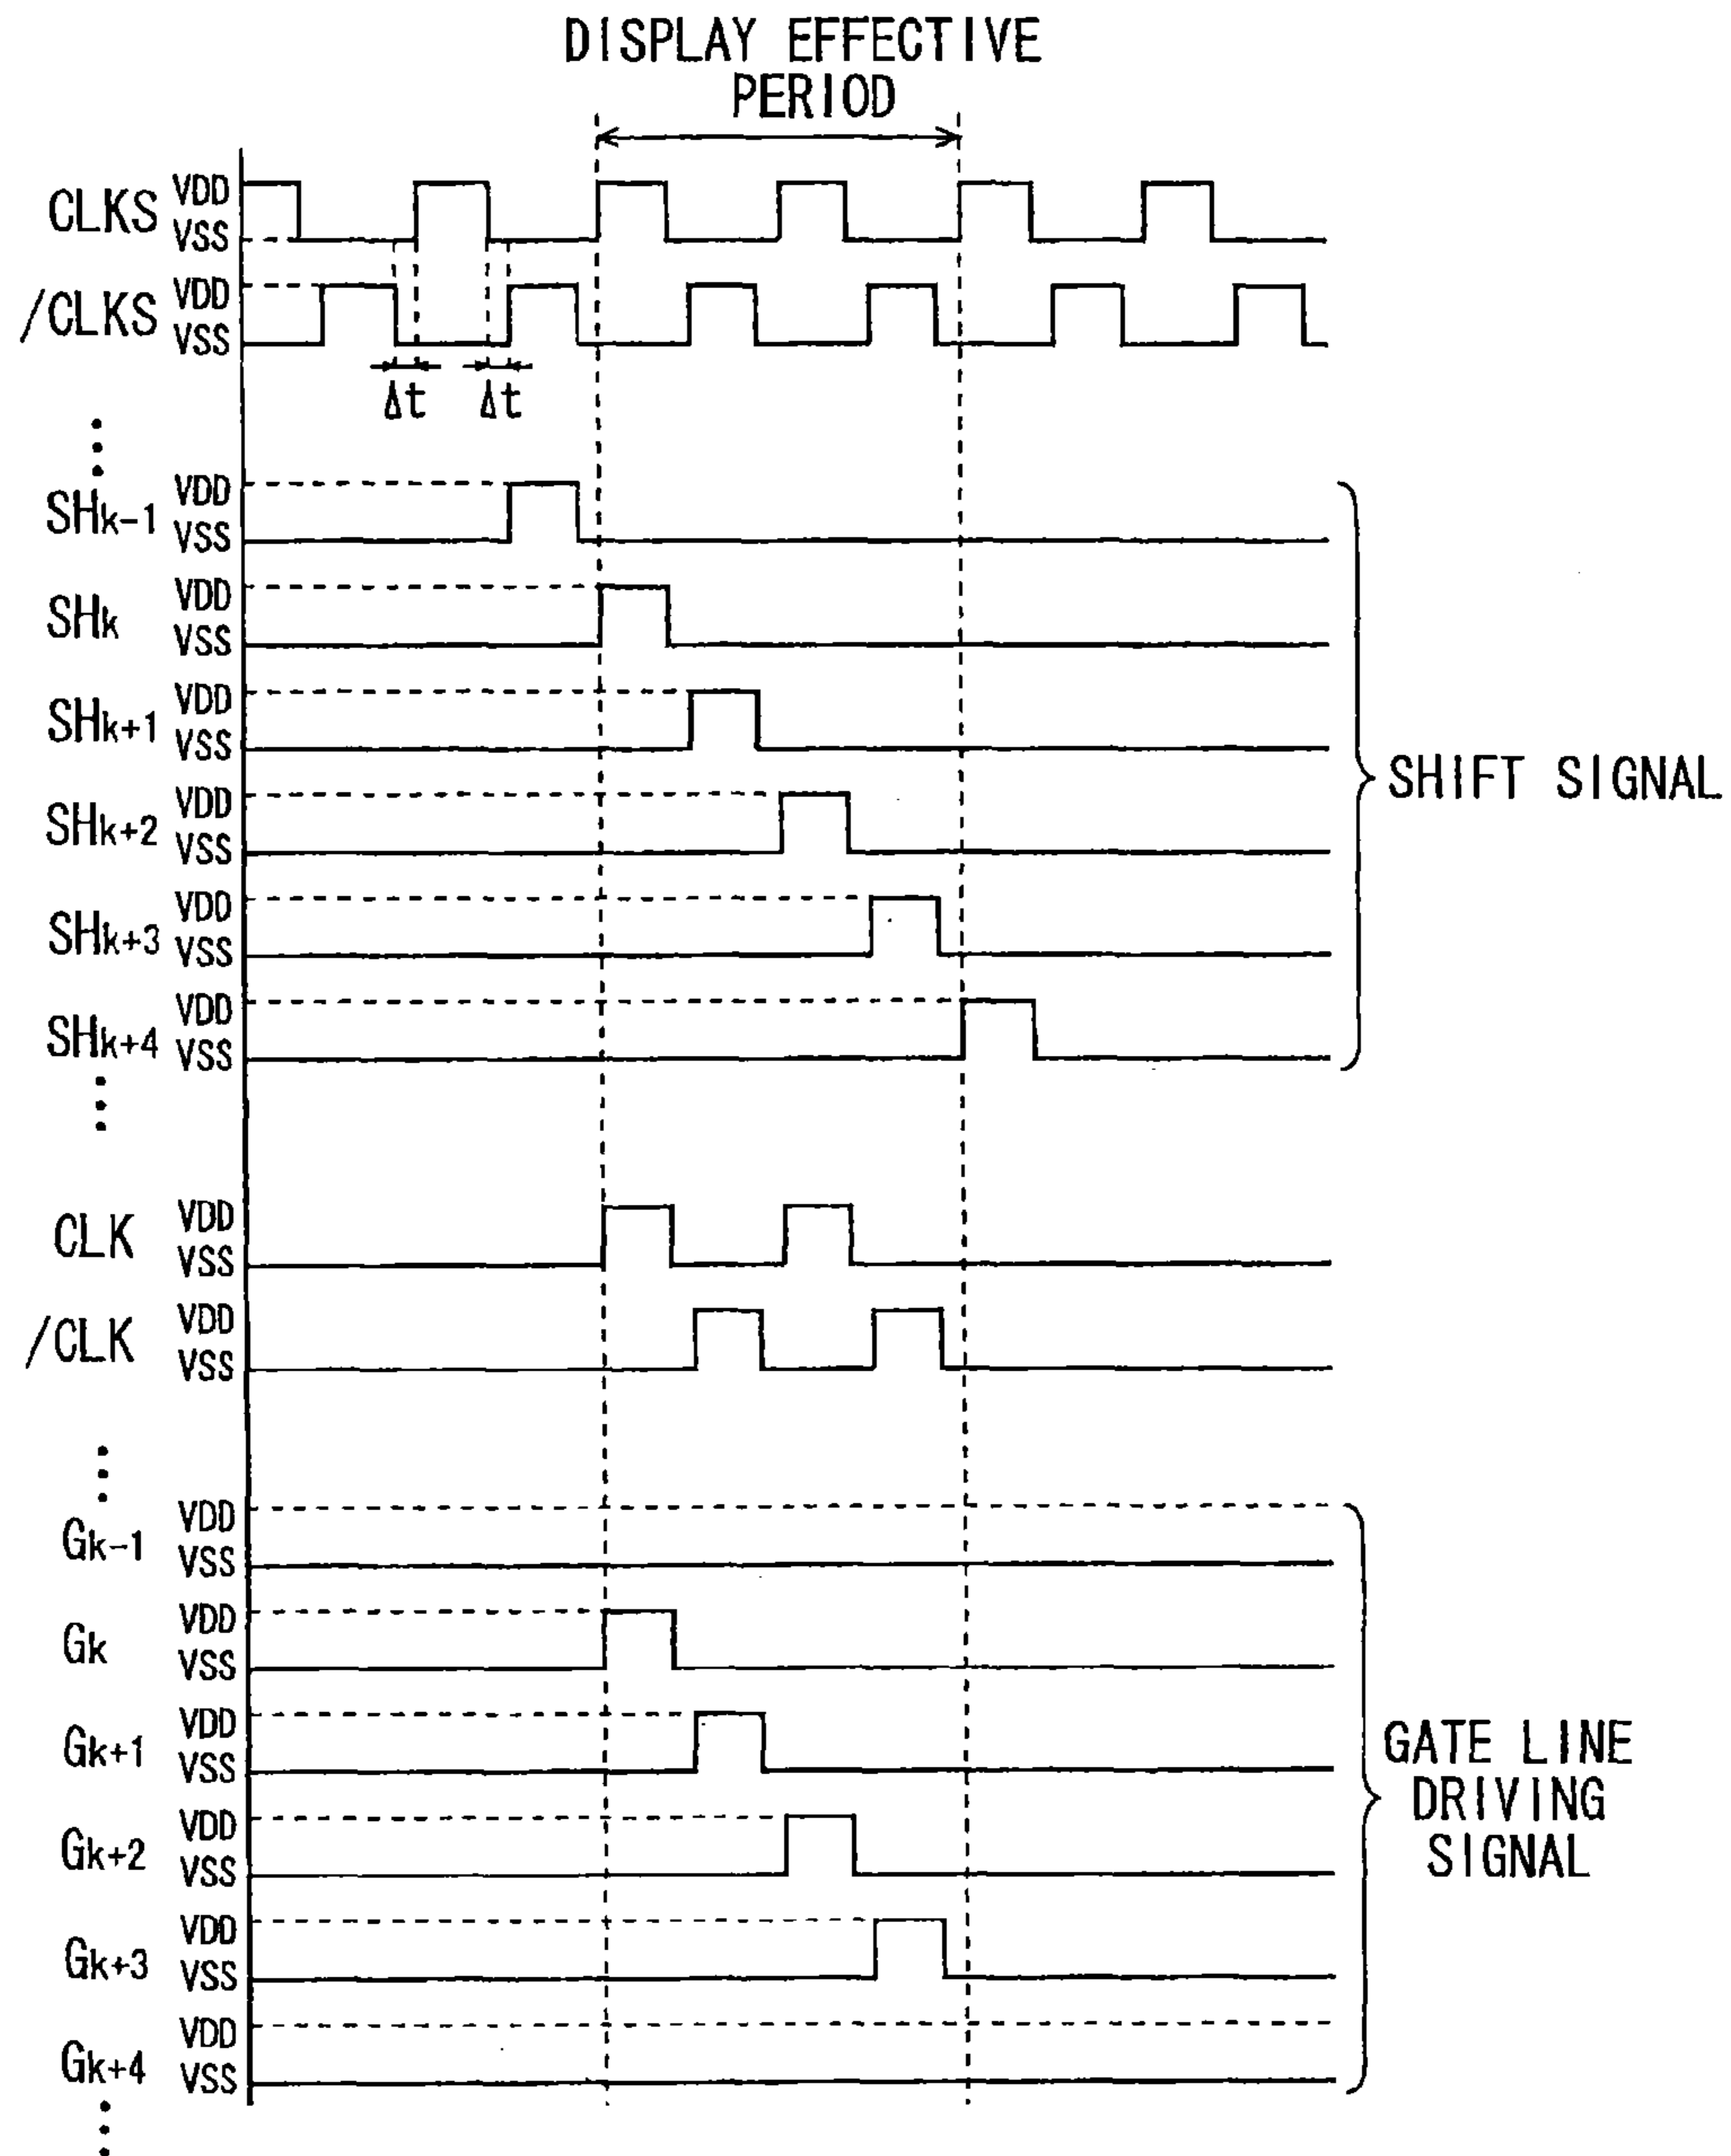 DISPLAY EFFECTIVE
PERIOD
CLKS VDD
VSS
/CLKS VDD
VSS
Δt Δt
SHk-1 VDD
VSS
SHk VDD
VSS
SHk+1 VDD
VSS
SHk+2 VDD
VSS
SHk+3 VDD
VSS
SHk+4 VDD
VSS
SHIFT SIGNAL
CLK VDD
VSS
/CLK VDD
VSS
Gk-1 VDD
VSS
Gk VDD
VSS
Gk+1 VDD
VSS
Gk+2 VDD
VSS
Gk+3 VDD
VSS
Gk+4 VDD
VSS
GATE LINE
DRIVING
SIGNAL